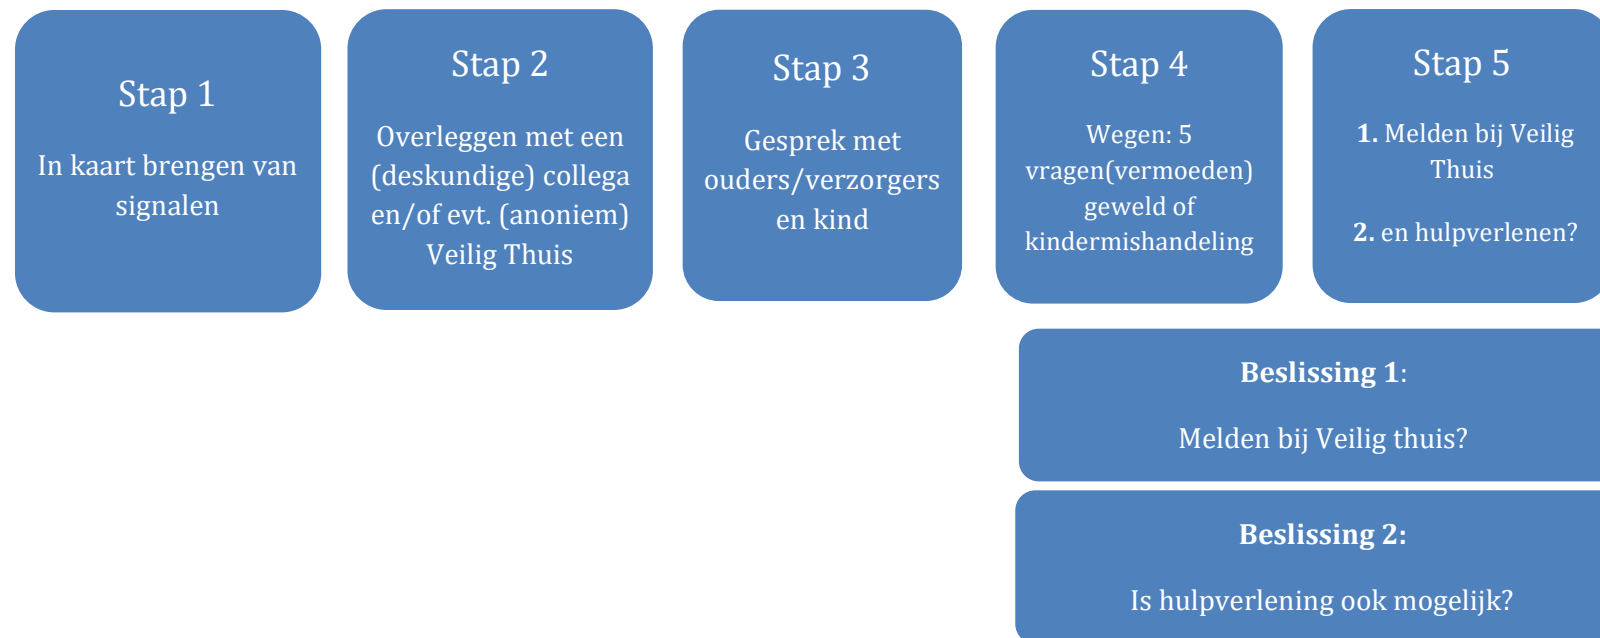 Stap 1
In kaart brengen van
signalen
Stap 2
Overleggen met een
(deskundige) collega
en/of evt. (anoniem)
Veilig Thuis
Stap 3
Gesprek met
ouders/verzorgers
en kind
Stap 4
Wegen: 5
vragen(vermoeden)
geweld of
kindermishandeling
Stap 5
1. Melden bij Veilig
Thuis
2. en hulpverlenen?
Beslissing 1:
Melden bij Veilig thuis?
Beslissing 2:
Is hulpverlening ook mogelijk?